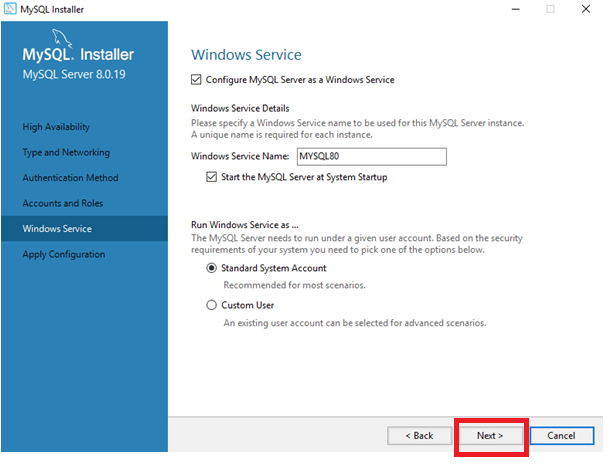 MySQL Installer
MySQL. Installer
MySQL Server 8.0.19
High Availability
Type and Networking
Authentication Method
Accounts and Roles
Windows Service
Apply Configuration
Windows Service
Configure MySQL Server as a Windows Service
Windows Service Details
Please specify a Windows Service name to be used for this MySQL Server instance.
A unique name is required for each instance.
Windows Service Name: MYSQL80
Start the MySQL Server at System Startup
Run Windows Service as ...
The MySQL Server needs to run under a given user account. Based on the security
requirements of your system you need to pick one of the options below.
Standard System Account
Recommended for most scenarios.
Custom User
An existing user account can be selected for advanced scenarios.
< Back Next > Cancel